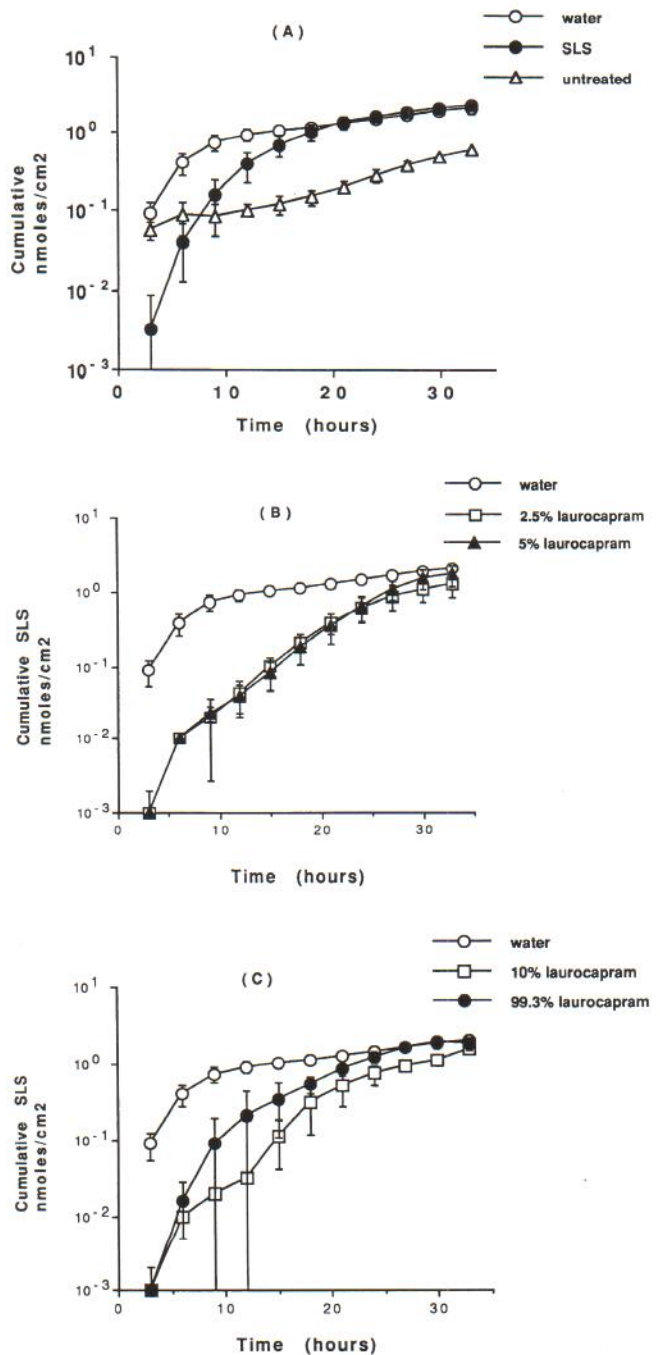 (A)
water
SLS
untreated
10 1
10 0
10 -1
10 -2
10 -3
Cumulative
nmoles/cm2
0 10 20 30
Time (hours)
(B)
water
2.5% laurocapram
5% laurocapram
10 1
10 0
10 -1
10 -2
10 -3
Cumulative SLS
nmoles/cm2
0 10 20 30
Time (hours)
(C)
water
10% laurocapram
99.3% laurocapram
10 1
10 0
10 -1
10 -2
10 -3
Cumulative SLS
nmoles/cm2
0 10 20 30
Time (hours)